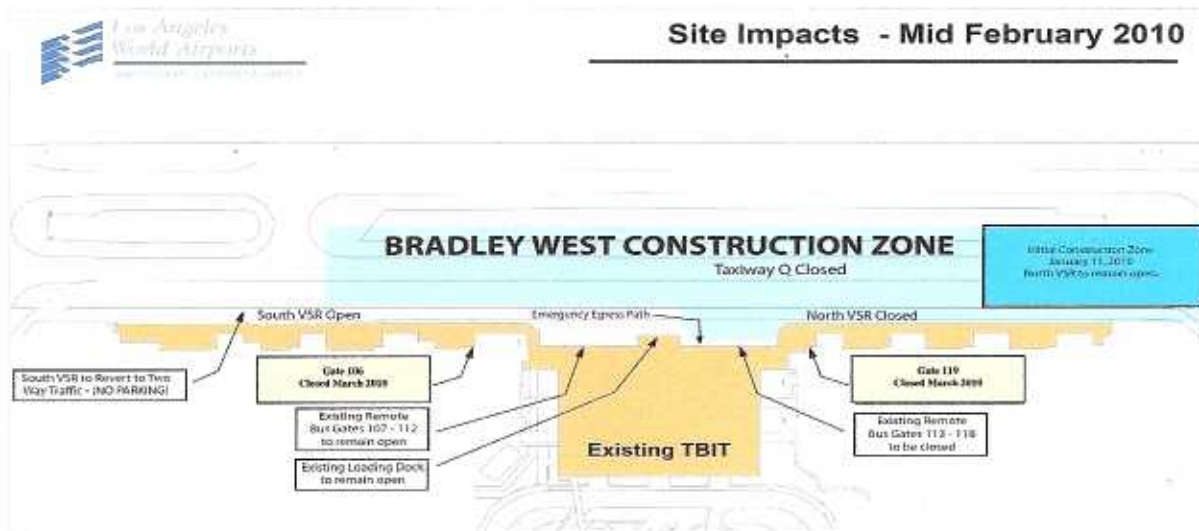 Los Angeles
World Airports
Site Impacts - Mid February 2010
BRADLEY WEST CONSTRUCTION ZONE
Taxiway Q Closed
Initial Construction Zone
January 11, 2010
North VSR to remain open
South VSR Open
Emergency Egress Path
North VSR Closed
South VSR to Revert to Two
Way Traffic - (NO PARKING)
Gate 106
Closed March 2010
Gate 119
Closed March 2010
Existing Remote
Bus Gates 107 - 112
to remain open
Existing Remote
Bus Gates 113 - 118
to be closed
Existing Loading Dock
to remain open
Existing TBIT